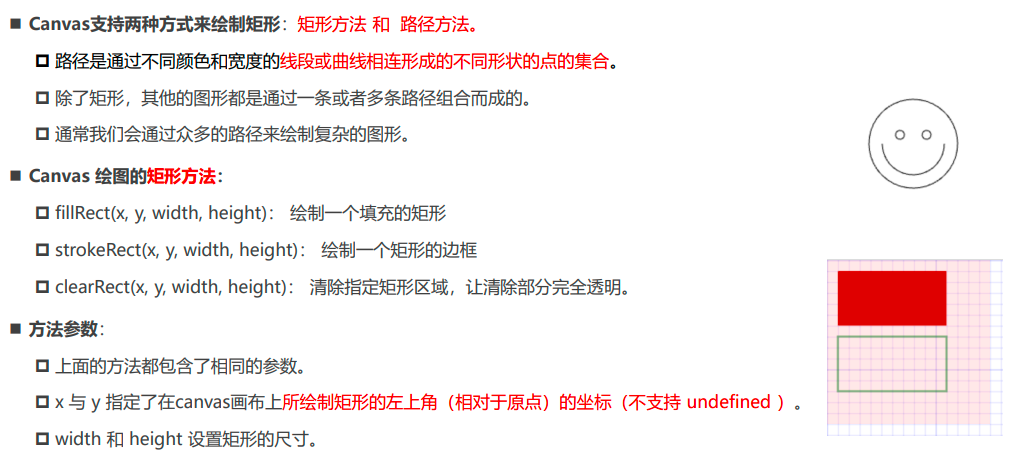 Canvas支持两种方式来绘制矩形：矩形方法 和 路径方法。
路径是通过不同颜色和宽度的线段或曲线相连形成的不同形状的点的集合。
除了矩形，其他的图形都是通过一条或者多条路径组合而成的。
通常我们会通过众多的路径来绘制复杂的图形。
Canvas 绘图的矩形方法：
fillRect(x, y, width, height)： 绘制一个填充的矩形
strokeRect(x, y, width, height)： 绘制一个矩形的边框
clearRect(x, y, width, height)： 清除指定矩形区域，让清除部分完全透明。
方法参数：
上面的方法都包含了相同的参数。
x 与 y 指定了在canvas画布上所绘制矩形的左上角（相对于原点）的坐标（不支持 undefined ）。
width 和 height 设置矩形的尺寸。